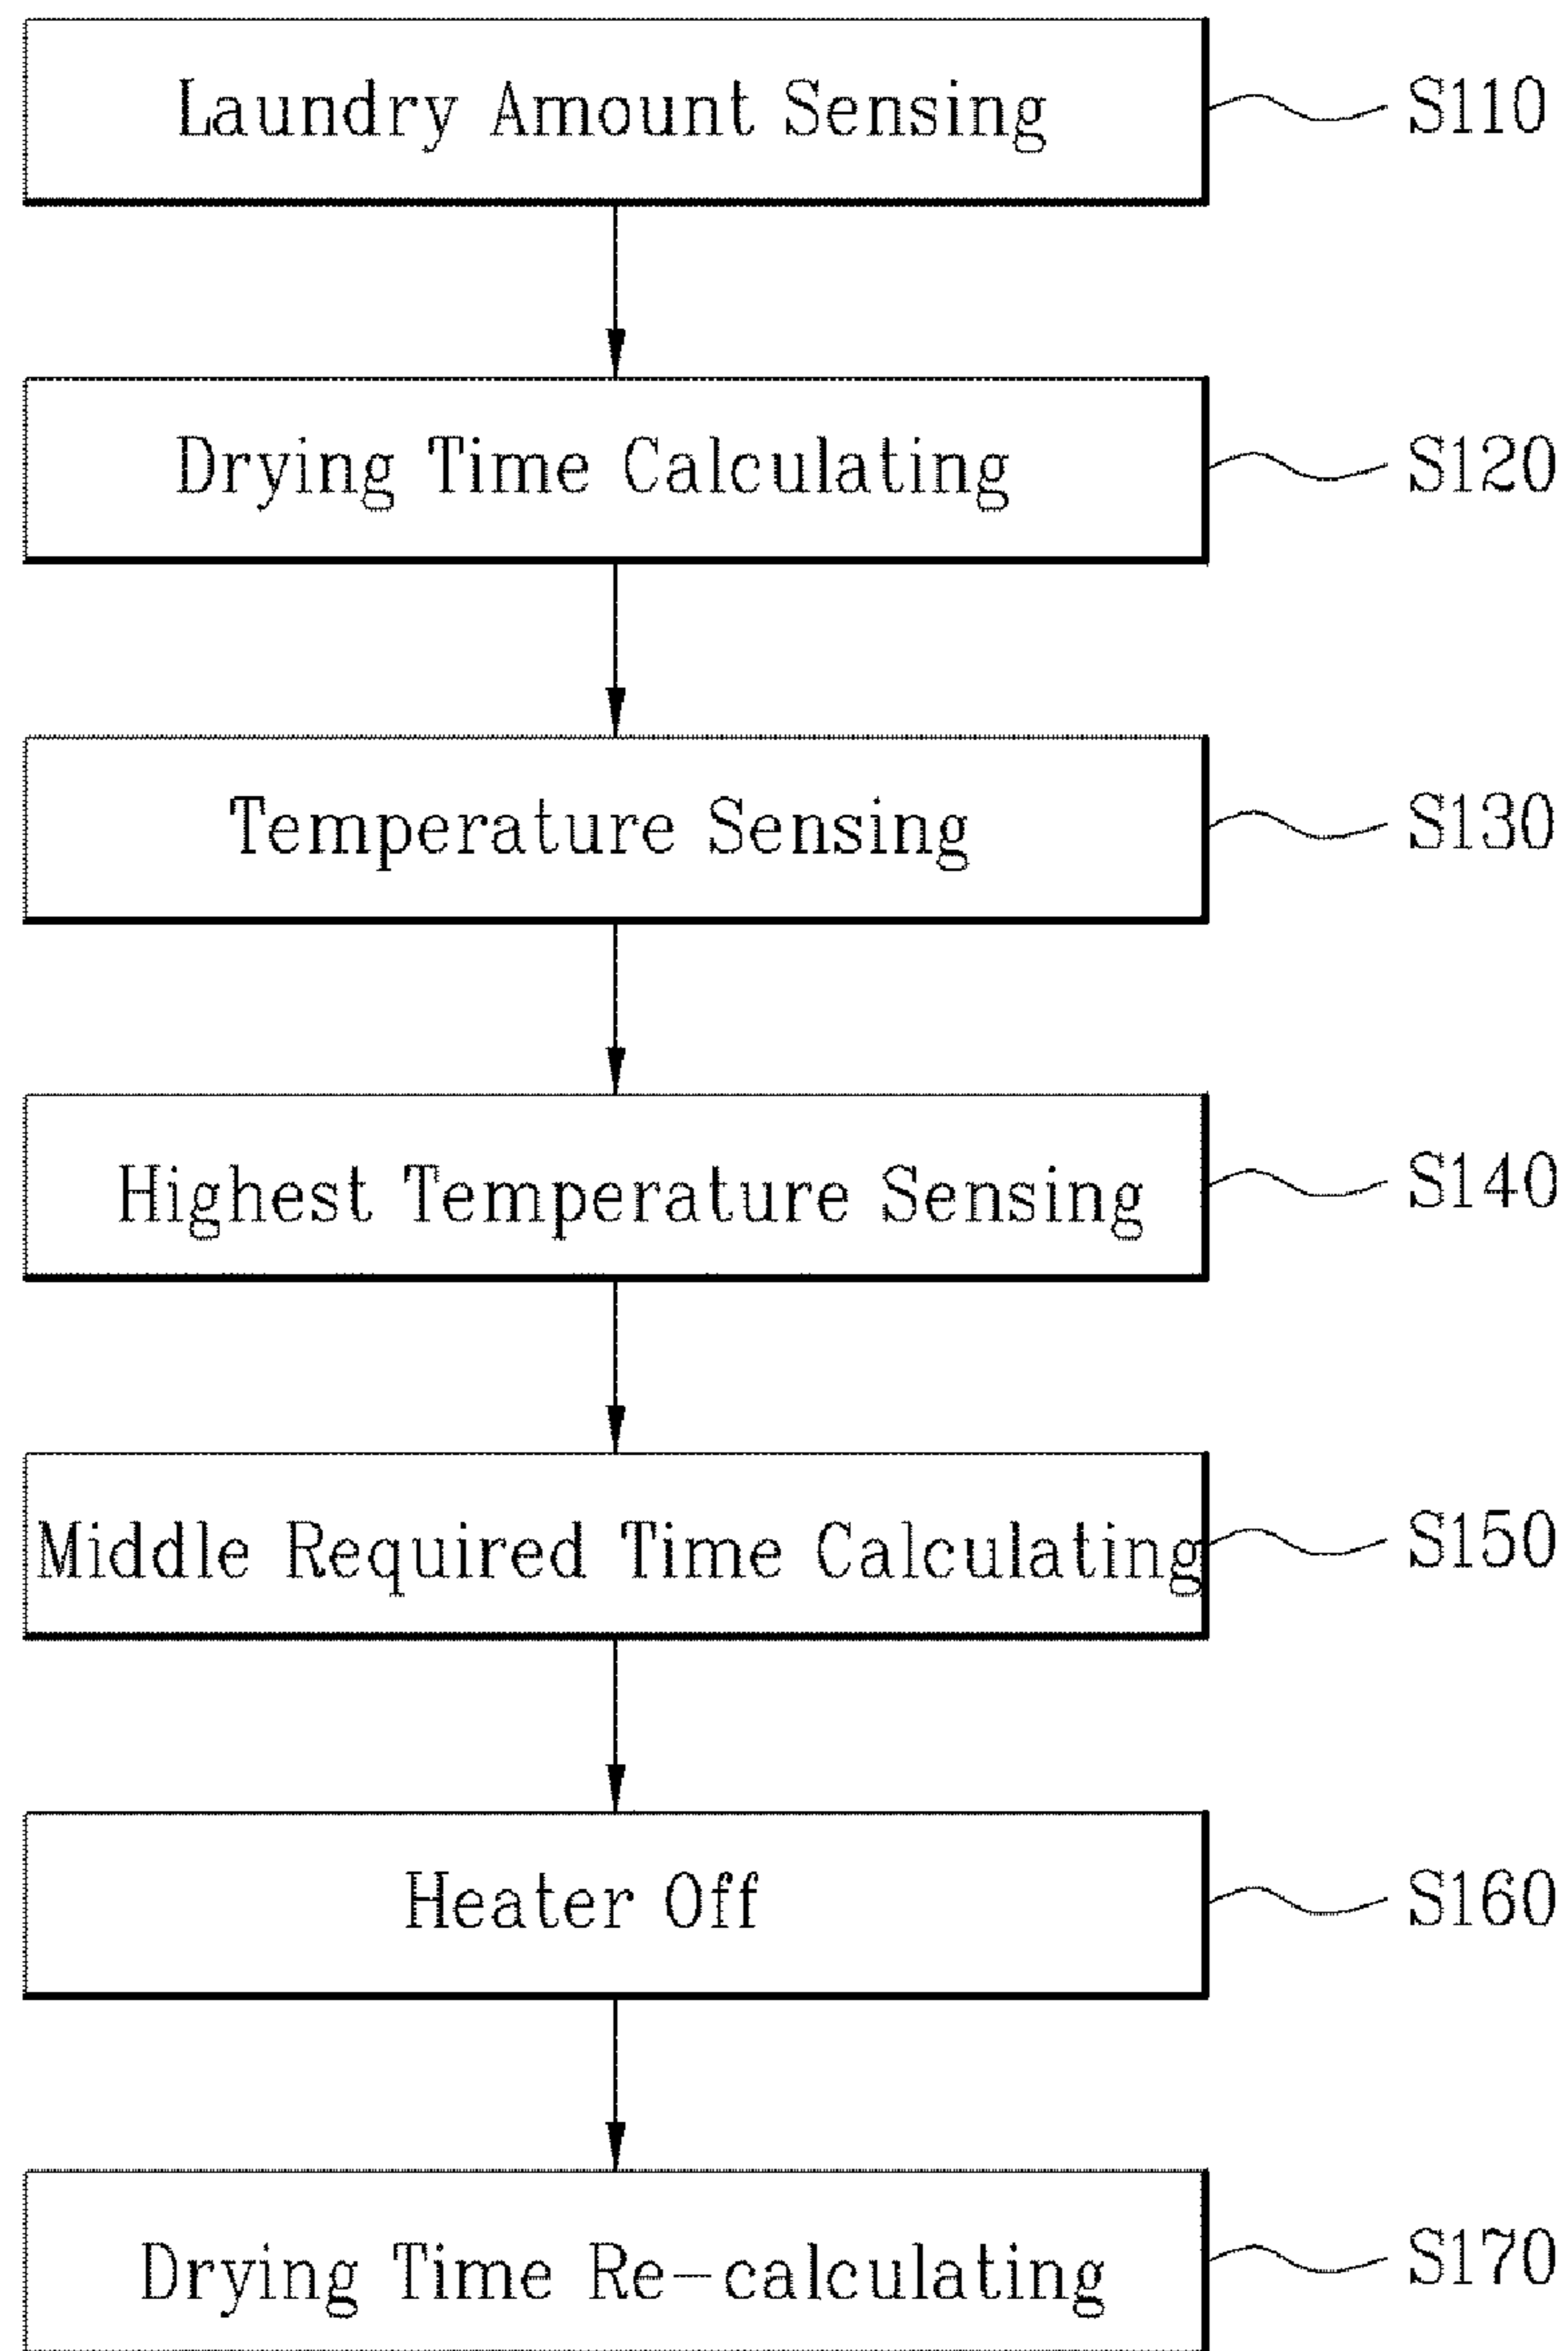 Laundry Amount Sensing S110
Drying Time Calculating S120
Temperature Sensing S130
Highest Temperature Sensing S140
Middle Required Time Calculating S150
Heater Off S160
Drying Time Re-calculating S170